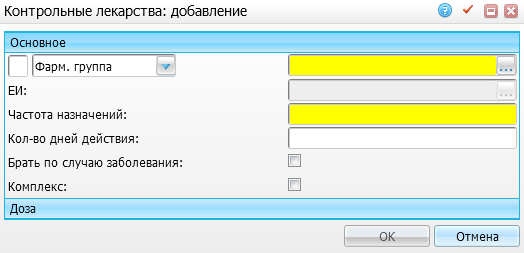 Контрольные лекарства: добавление
Основное
Фарм. группа
...
ЕИ:
...
Частота назначений:
Кол-во дней действия:
Брать по случаю заболевания:
Комплекс:
Доза
OK Отмена